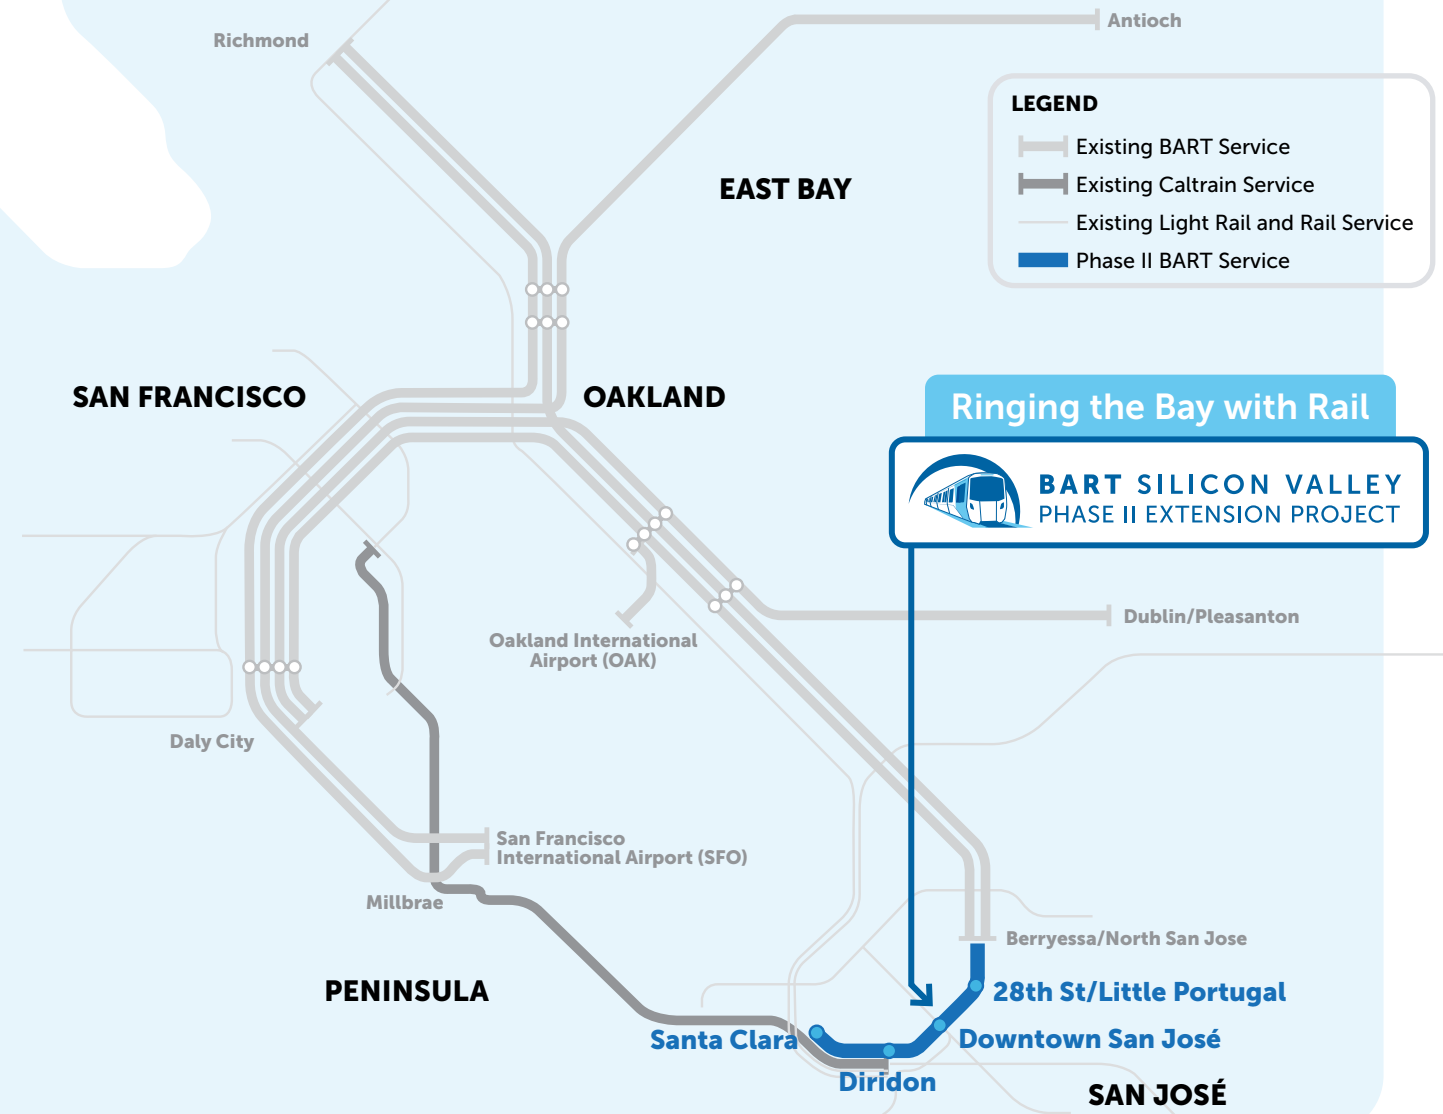 Antioch
Richmond
LEGEND
Existing BART Service
Existing Caltrain Service
Existing Light Rail and Rail Service
Phase II BART Service
EAST BAY
SAN FRANCISCO
OAKLAND
Ringing the Bay with Rail
BART SILICON VALLEY
PHASE II EXTENSION PROJECT
Dublin/Pleasanton
Oakland International
Airport (OAK)
Daly City
San Francisco
International Airport (SFO)
Millbrae
Berryessa/North San Jose
PENINSULA
28th St/Little Portugal
Santa Clara
Downtown San José
Diridon
SAN JOSÉ